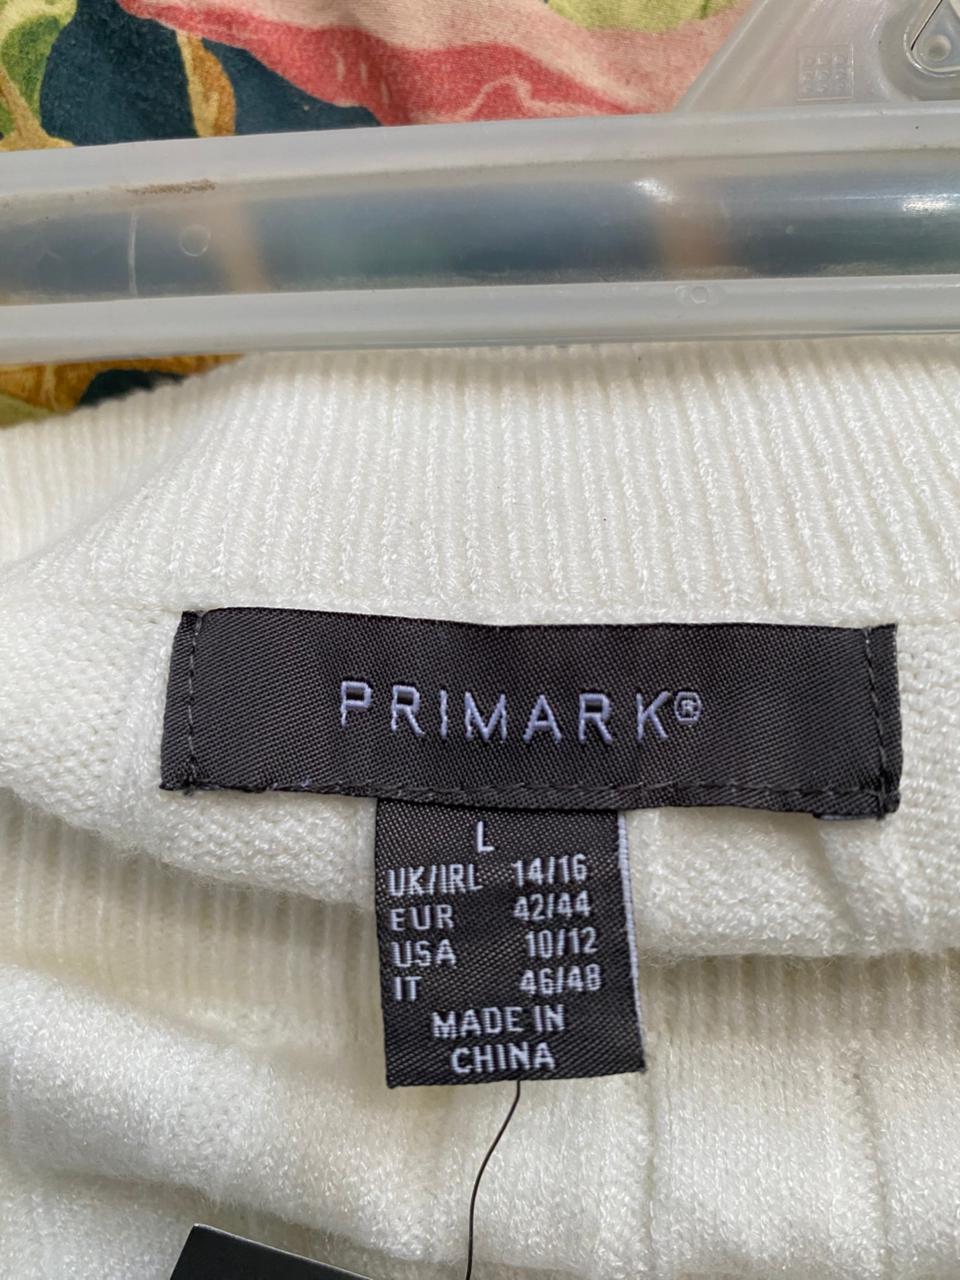 PRIMARK®
L
UK/IRL 14/16
EUR 42/44
USA 10/12
IT 46/48
MADE IN
CHINA